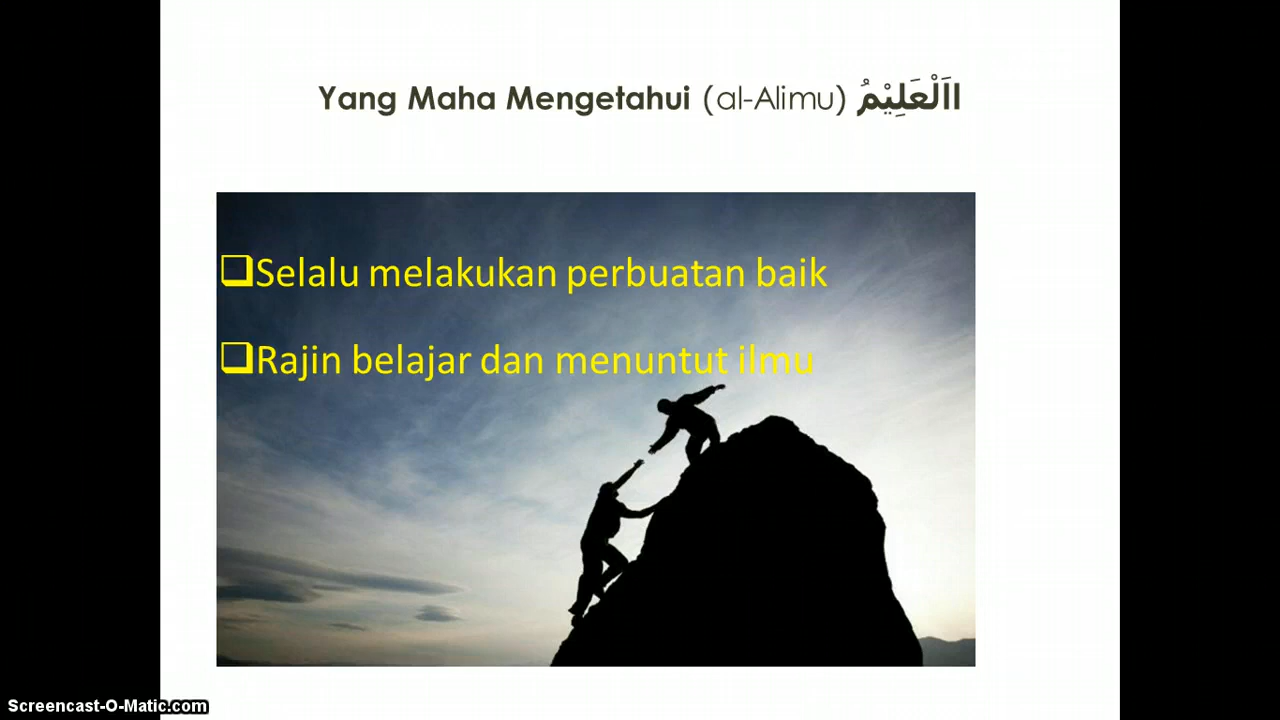 Yang Maha Mengetahui (al-Alimu) اَلْعَلِيْمُ
❑Selalu melakukan perbuatan baik
❑Rajin belajar dan menuntut ilmu
Screencast-O-Matic.com